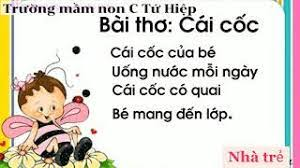 Trường mầm non C Tứ Hiệp
Bài thơ: Cái cốc
Cái cốc của bé
Uống nước mỗi ngày
Cái cốc có quai
Bé mang đến lớp.
Nhà trẻ